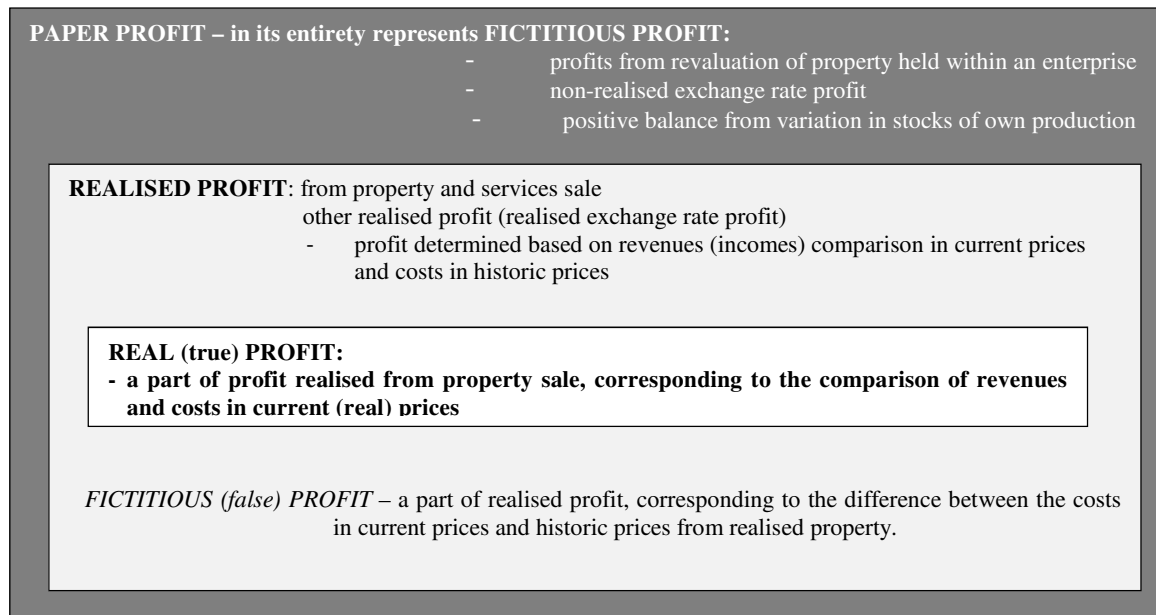 PAPER PROFIT – in its entirety represents FICTITIOUS PROFIT:
- profits from revaluation of property held within an enterprise
- non-realised exchange rate profit
- positive balance from variation in stocks of own production
REALISED PROFIT: from property and services sale
other realised profit (realised exchange rate profit)
- profit determined based on revenues (incomes) comparison in current prices
and costs in historic prices
REAL (true) PROFIT:
- a part of profit realised from property sale, corresponding to the comparison of revenues
and costs in current (real) prices
FICTITIOUS (false) PROFIT – a part of realised profit, corresponding to the difference between the costs
in current prices and historic prices from realised property.